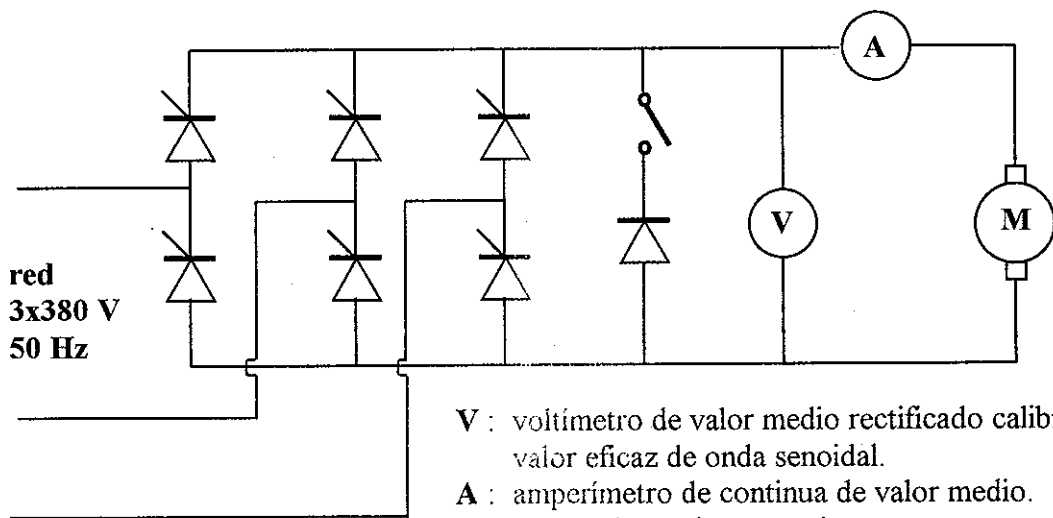 A
V
M
red
3x380 V
50 Hz
V : voltímetro de valor medio rectificado
valor eficaz de onda senoidal.
A : amperímetro de continua de valor medio.